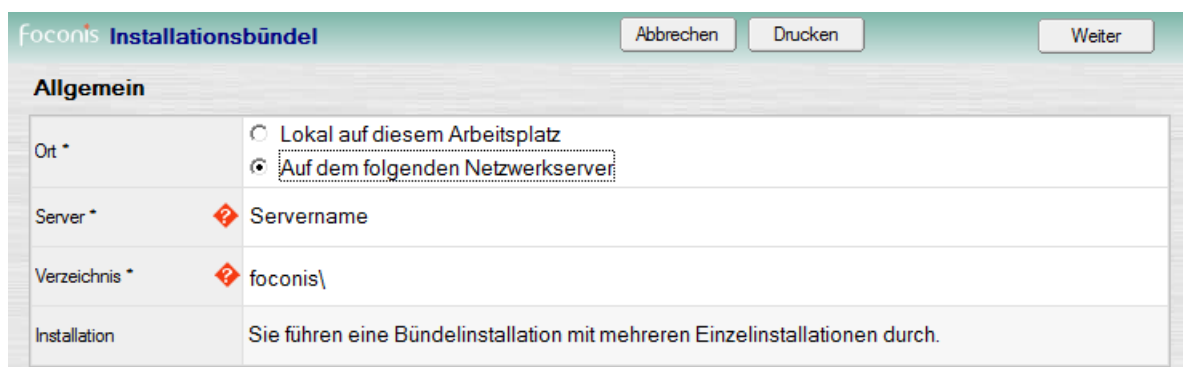 foconis Installationsbündel Abbrechen Drucken Weiter
Allgemein
Ort *
Lokal auf diesem Arbeitsplatz
Auf dem folgenden Netzwerkserver
Server * ? Servername
Verzeichnis * ? foconis\
Installation Sie führen eine Bündelinstallation mit mehreren Einzelinstallationen durch.